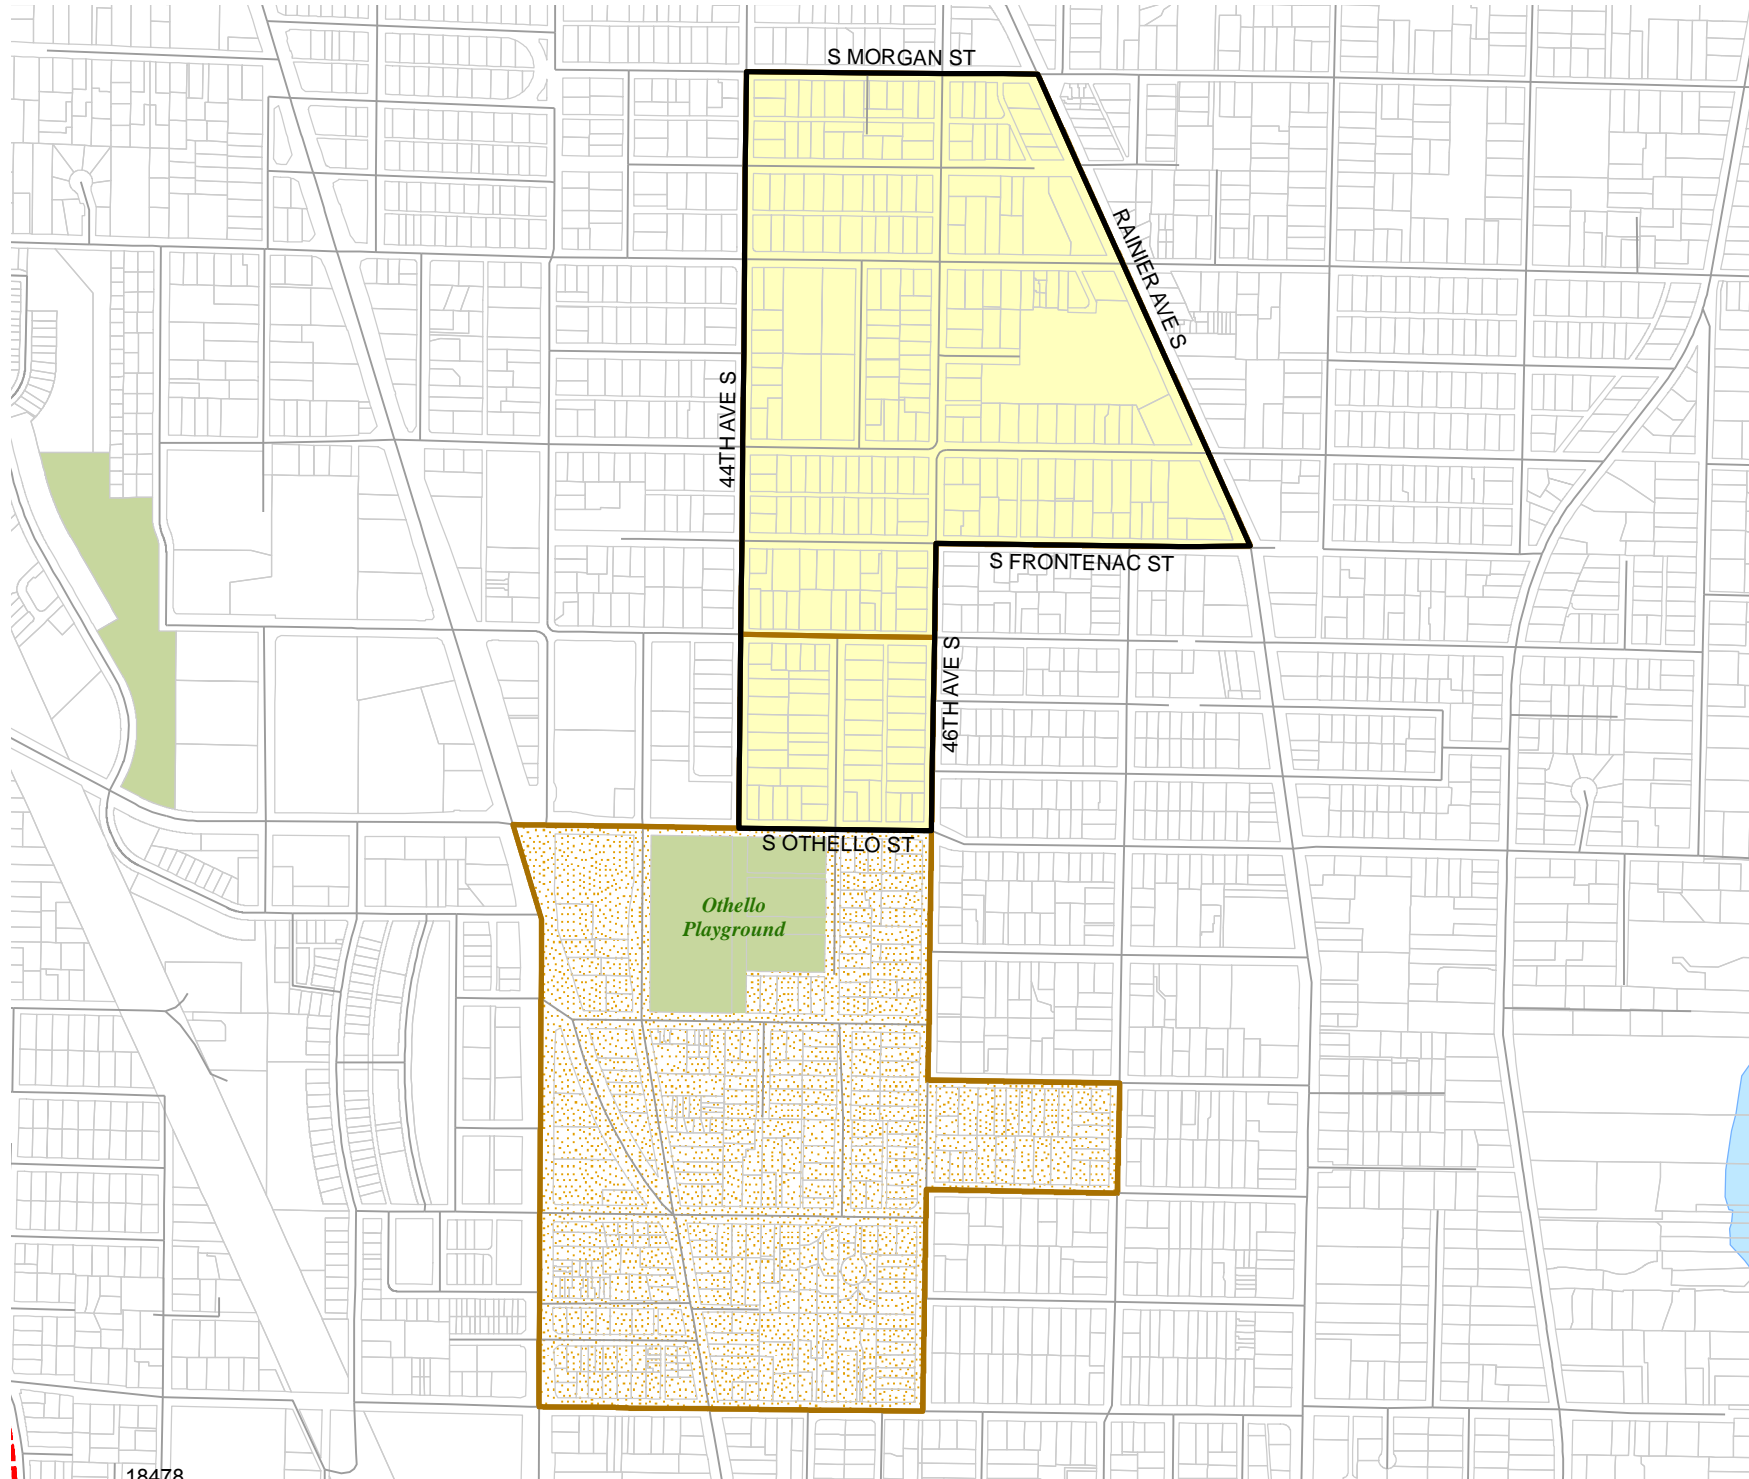 S MORGAN ST
RAINIER AVE S
44TH AVE S
S FRONTENAC ST
46TH AVE S
S OTHELLO ST
Othello
Playground
18478